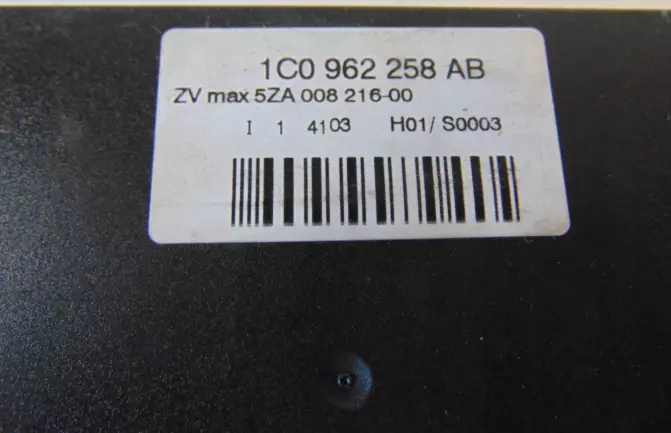 1C0 962 258 AB
ZV max 5ZA 008 216-00
I 1 4103 H01/ S0003